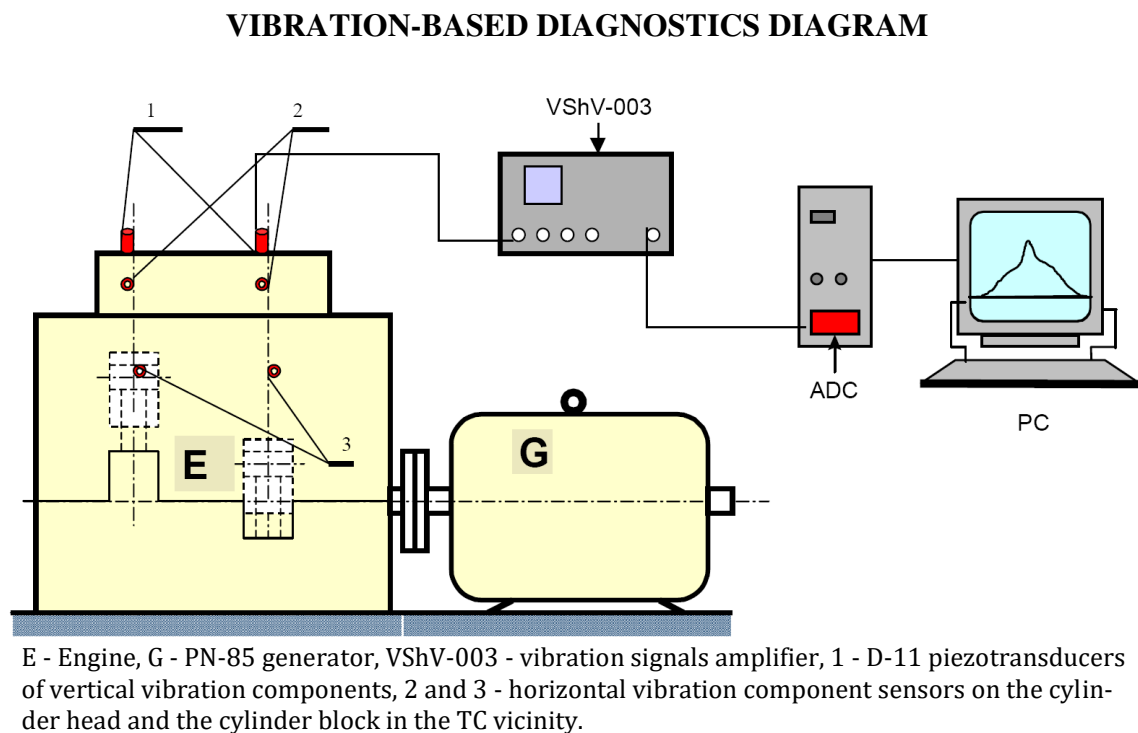 VIBRATION-BASED DIAGNOSTICS DIAGRAM
1
2
VShV-003
ADC
PC
3
E
G
E - Engine, G - PN-85 generator, VShV-003 - vibration signals amplifier, 1 - D-11 piezotransducers
of vertical vibration components, 2 and 3 - horizontal vibration component sensors on the cylin-
der head and the cylinder block in the TC vicinity.